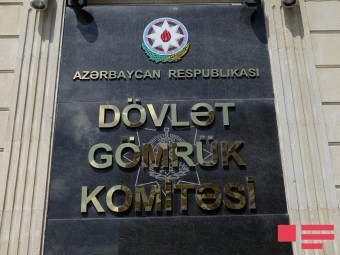 AZƏRBAYCAN RESPUBLİKASI
DÖVLƏT
GÖMRÜK
KOMİTƏSİ